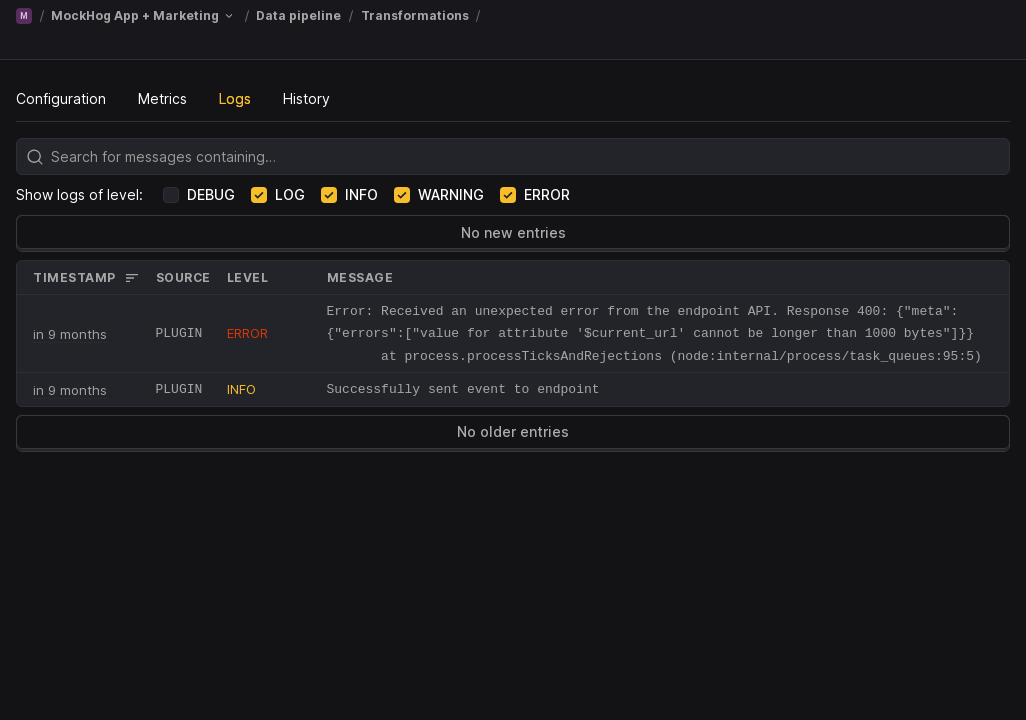 M / MockHog App + Marketing / Data pipeline / Transformations /
Configuration Metrics Logs History
Search for messages containing…
Show logs of level: DEBUG LOG INFO WARNING ERROR
No new entries
TIMESTAMP SOURCE LEVEL MESSAGE
in 9 months PLUGIN ERROR
Error: Received an unexpected error from the endpoint API. Response 400: {"meta":
{"errors":["value for attribute '$current_url' cannot be longer than 1000 bytes"]}}
at process.processTicksAndRejections (node:internal/process/task_queues:95:5)
in 9 months PLUGIN INFO Successfully sent event to endpoint
No older entries